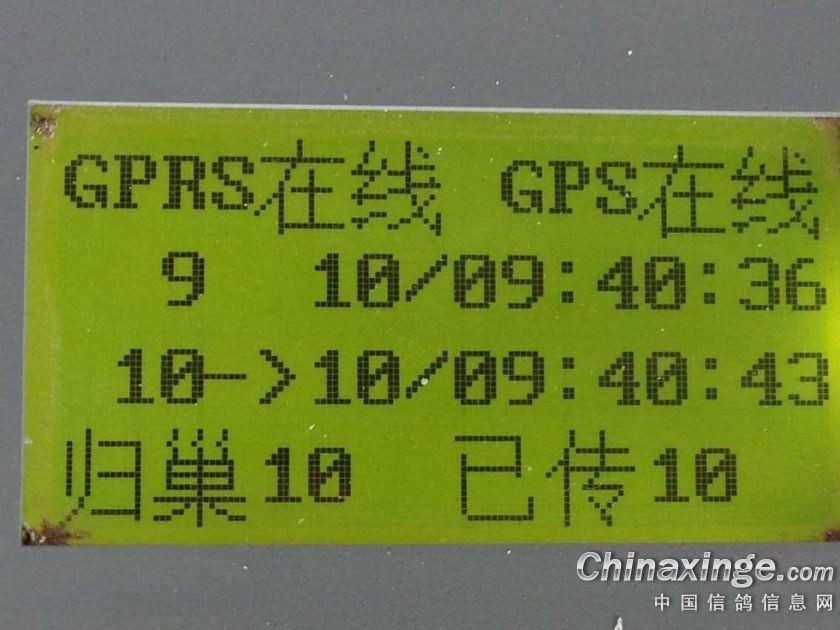 GPRS在线 GPS在线
9 10/09:40:36
10->10/09:40:43
归巢10 已传10
Chinaxinge.com
中国信鸽信息网